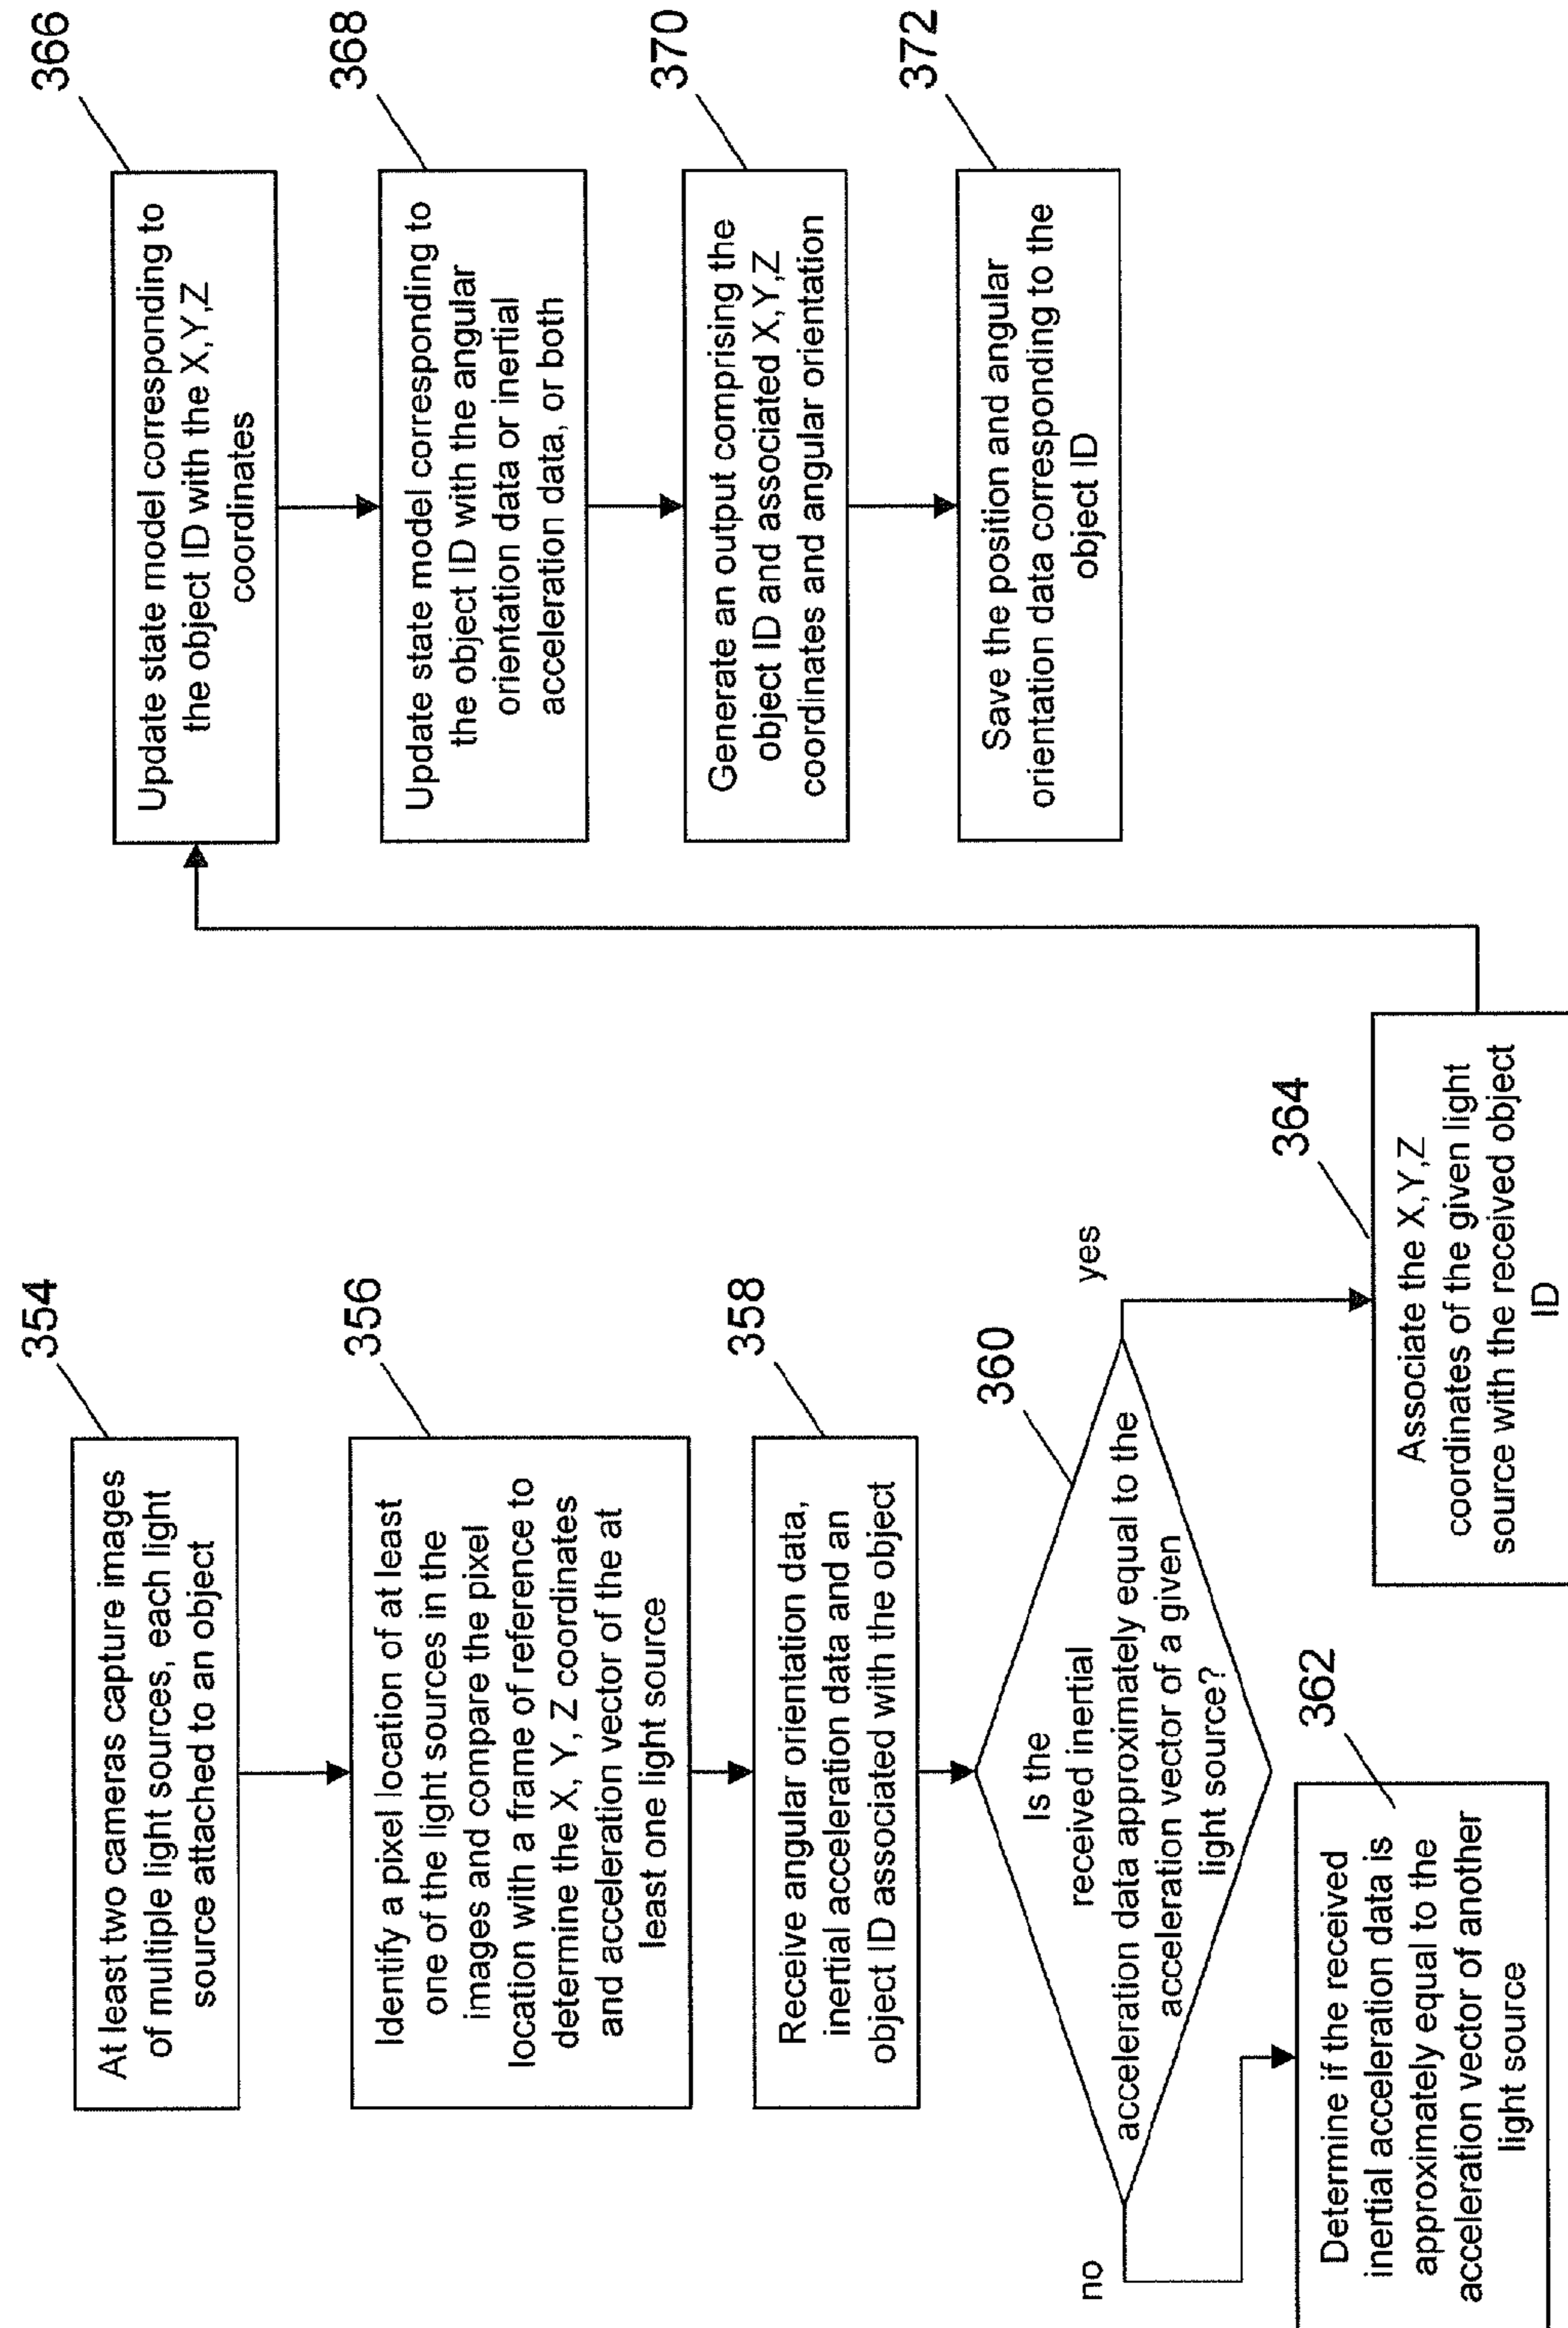 354
At least two cameras capture images
of multiple light sources, each light
source attached to an object
356
Identify a pixel location of at least
one of the light sources in the
images and compare the pixel
location with a frame of reference to
determine the X, Y, Z coordinates
and acceleration vector of the at
least one light source
358
Receive angular orientation data,
inertial acceleration data and an
object ID associated with the object
360
Is the
received inertial
acceleration data approximately equal to the
acceleration vector of a given
light source?
no
yes
362
Determine if the received
inertial acceleration data is
approximately equal to the
acceleration vector of another
light source
364
Associate the X,Y,Z
coordinates of the given light
source with the received object
ID
366
Update state model corresponding to
the object ID with the X,Y,Z
coordinates
368
Update state model corresponding to
the object ID with the angular
orientation data or inertial
acceleration data, or both
370
Generate an output comprising the
object ID and associated X,Y,Z
coordinates and angular orientation
372
Save the position and angular
orientation data corresponding to the
object ID